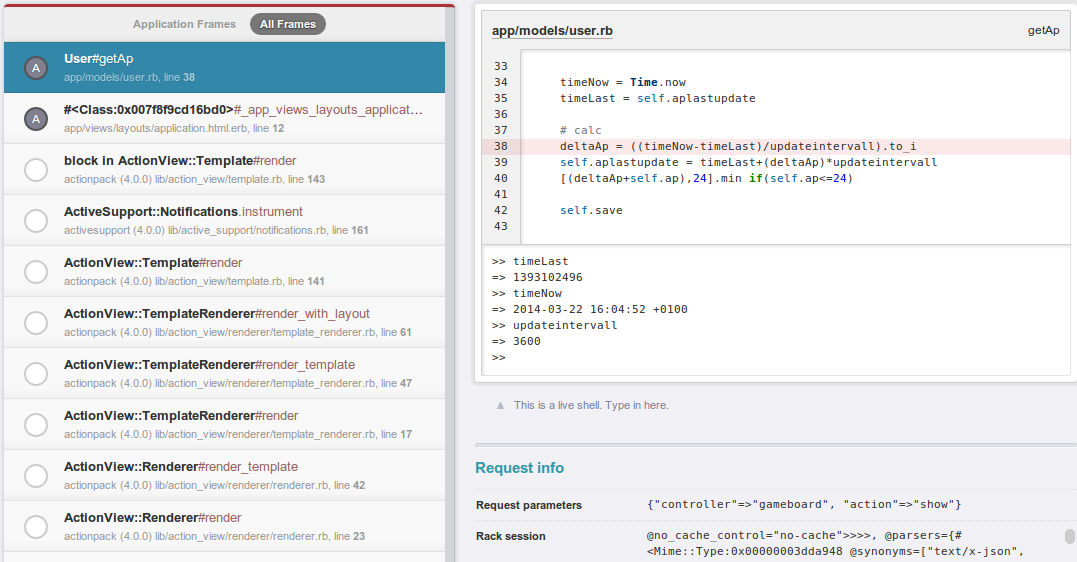 Application Frames All Frames
A User#getAp
app/models/user.rb, line 38
A #<Class:0x007f8f9cd16bd0>#_app_views_layouts_applicat...
app/views/layouts/application.html.erb, line 12
block in ActionView::Template#render
actionpack (4.0.0) lib/action_view/template.rb, line 143
ActiveSupport::Notifications.instrument
activesupport (4.0.0) lib/active_support/notifications.rb, line 161
ActionView::Template#render
actionpack (4.0.0) lib/action_view/template.rb, line 141
ActionView::TemplateRenderer#render_with_layout
actionpack (4.0.0) lib/action_view/renderer/template_renderer.rb, line 61
ActionView::TemplateRenderer#render_template
actionpack (4.0.0) lib/action_view/renderer/template_renderer.rb, line 47
ActionView::TemplateRenderer#render
actionpack (4.0.0) lib/action_view/renderer/template_renderer.rb, line 17
ActionView::Renderer#render_template
actionpack (4.0.0) lib/action_view/renderer/renderer.rb, line 42
ActionView::Renderer#render
actionpack (4.0.0) lib/action_view/renderer/renderer.rb, line 23
app/models/user.rb getAp
33
34 timeNow = Time.now
35 timeLast = self.aplastupdate
36
37 # calc
38 deltaAp = ((timeNow-timeLast)/updateintervall).to_i
39 self.aplastupdate = timeLast+(deltaAp)*updateintervall
40 [(deltaAp+self.ap),24].min if(self.ap<=24)
41
42 self.save
43
>> timeLast
=> 1393102496
>> timeNow
=> 2014-03-22 16:04:52 +0100
>> updateintervall
=> 3600
>>
This is a live shell. Type in here.
Request info
Request parameters {"controller"=>"gameboard", "action"=>"show"}
Rack session @no_cache_control="no-cache">>>>, @parsers={#
<Mime::Type:0x00000003dda948 @synonyms=["text/x-json",